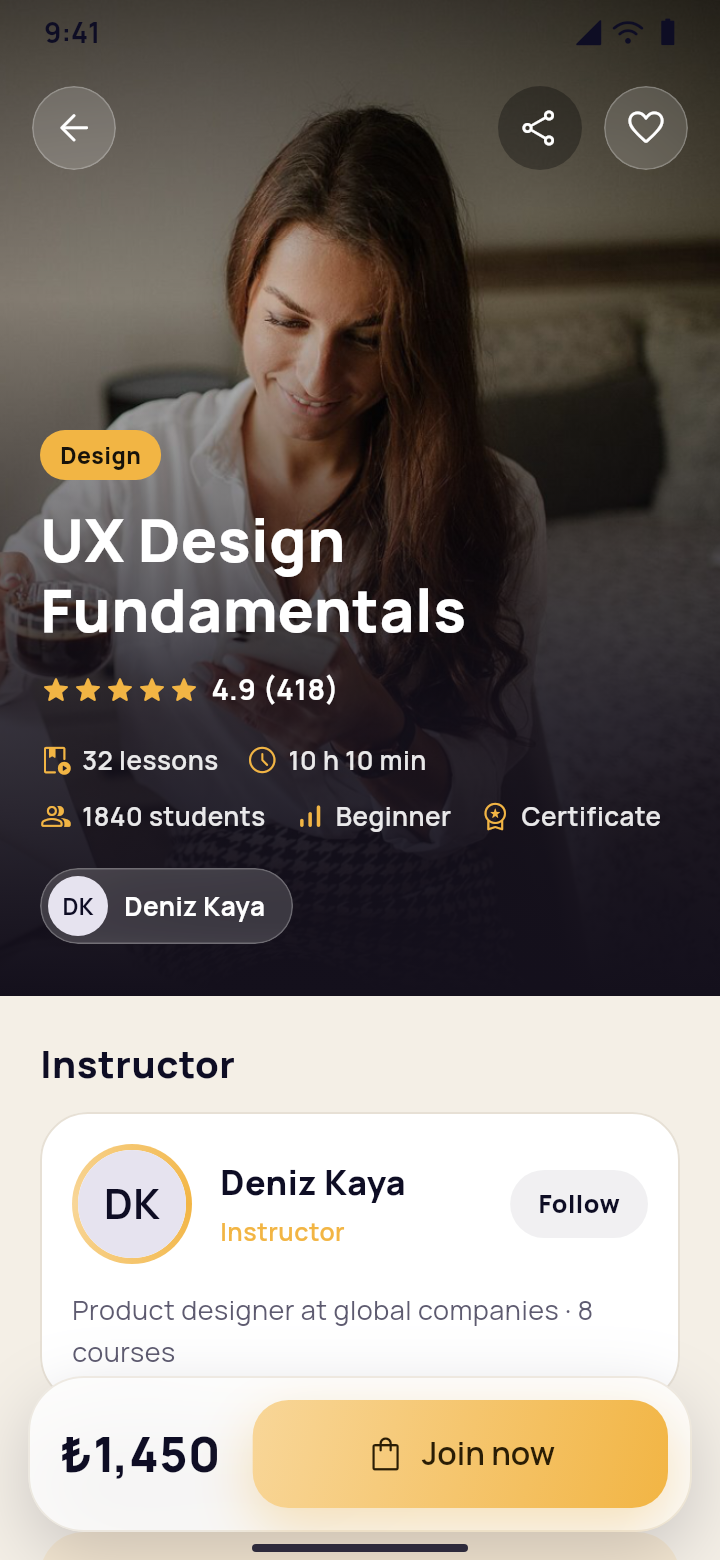 9:41
Design
UX Design
Fundamentals
4.9 (418)
32 lessons 10 h 10 min
1840 students Beginner Certificate
DK Deniz Kaya
Instructor
DK
Deniz Kaya
Instructor
Follow
Product designer at global companies · 8
courses
₺1,450
Join now